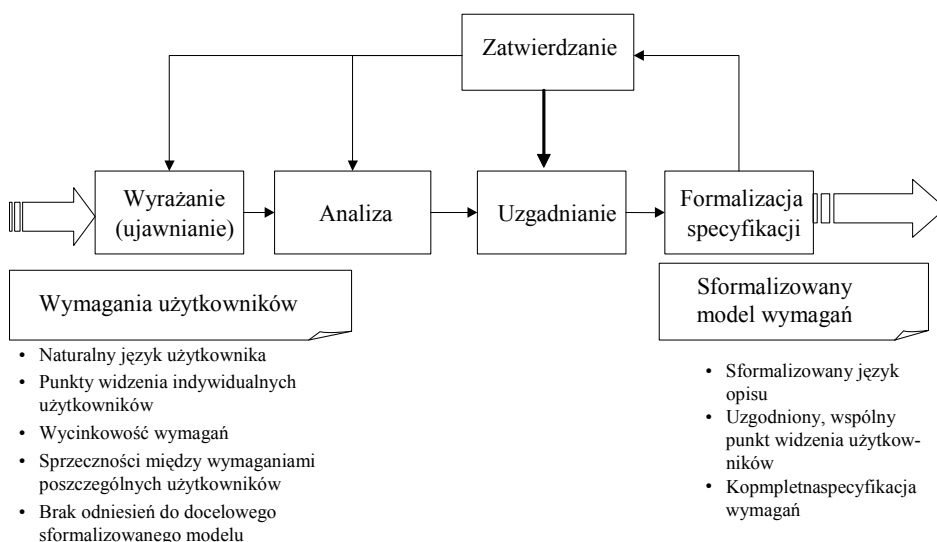 Zatwierdzanie
Wyrażanie
(ujawnianie)
Analiza
Uzgadnianie
Formalizacja
specyfikacji
Wymagania użytkowników
Sformalizowany
model wymagań
• Naturalny język użytkownika
• Punkty widzenia indywidualnych
użytkowników
• Wycinkowość wymagań
• Sprzeczności między wymaganiami
poszczególnych użytkowników
• Brak odniesień do docelowego
sformalizowanego modelu
• Sformalizowany język
opisu
• Uzgodniony, wspólny
punkt widzenia użytkow-
ników
• Kopmpletnaspecyfikacja
wymagań